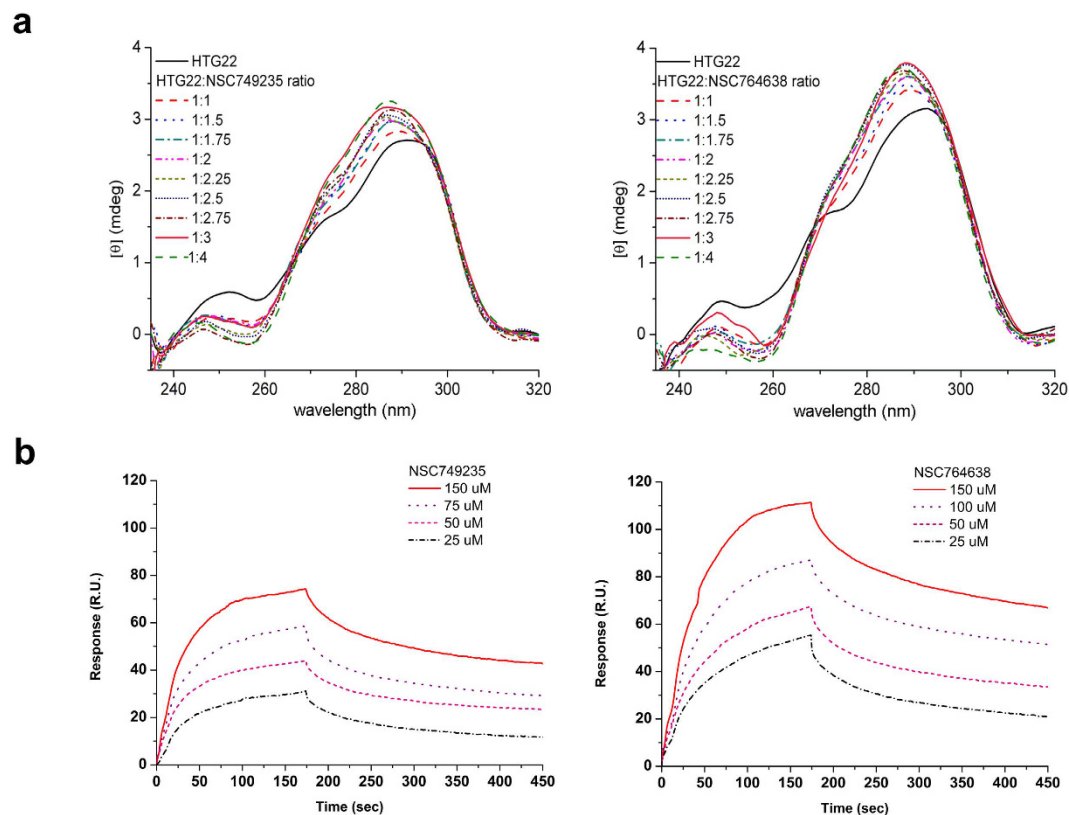 a
4
3
2
1
0
[θ] (mdeg)
HTG22
HTG22:NSC749235 ratio
1:1
1:1.5
1:1.75
1:2
1:2.25
1:2.5
1:2.75
1:3
1:4
240 260 280 300 320
wavelength (nm)
4
3
2
1
0
[θ] (mdeg)
HTG22
HTG22:NSC764638 ratio
1:1
1:1.5
1:1.75
1:2
1:2.25
1:2.5
1:2.75
1:3
1:4
240 260 280 300 320
wavelength (nm)
b
120
100
80
60
40
20
0
Response (R.U.)
NSC749235
150 uM
75 uM
50 uM
25 uM
0 50 100 150 200 250 300 350 400 450
Time (sec)
120
100
80
60
40
20
0
Response (R.U.)
NSC764638
150 uM
100 uM
50 uM
25 uM
0 50 100 150 200 250 300 350 400 450
Time (sec)